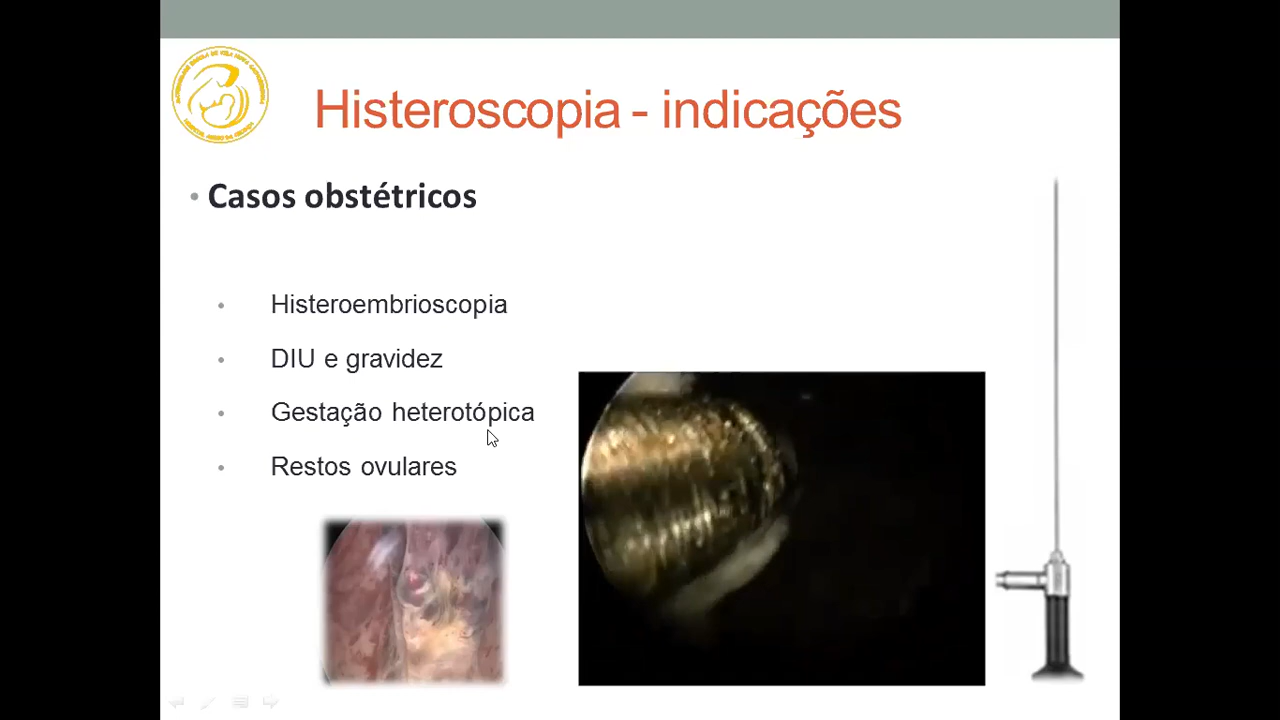 Histeroscopia - indicações
• Casos obstétricos
• Histeroembrioscopia
• DIU e gravidez
• Gestação heterotópica
• Restos ovulares